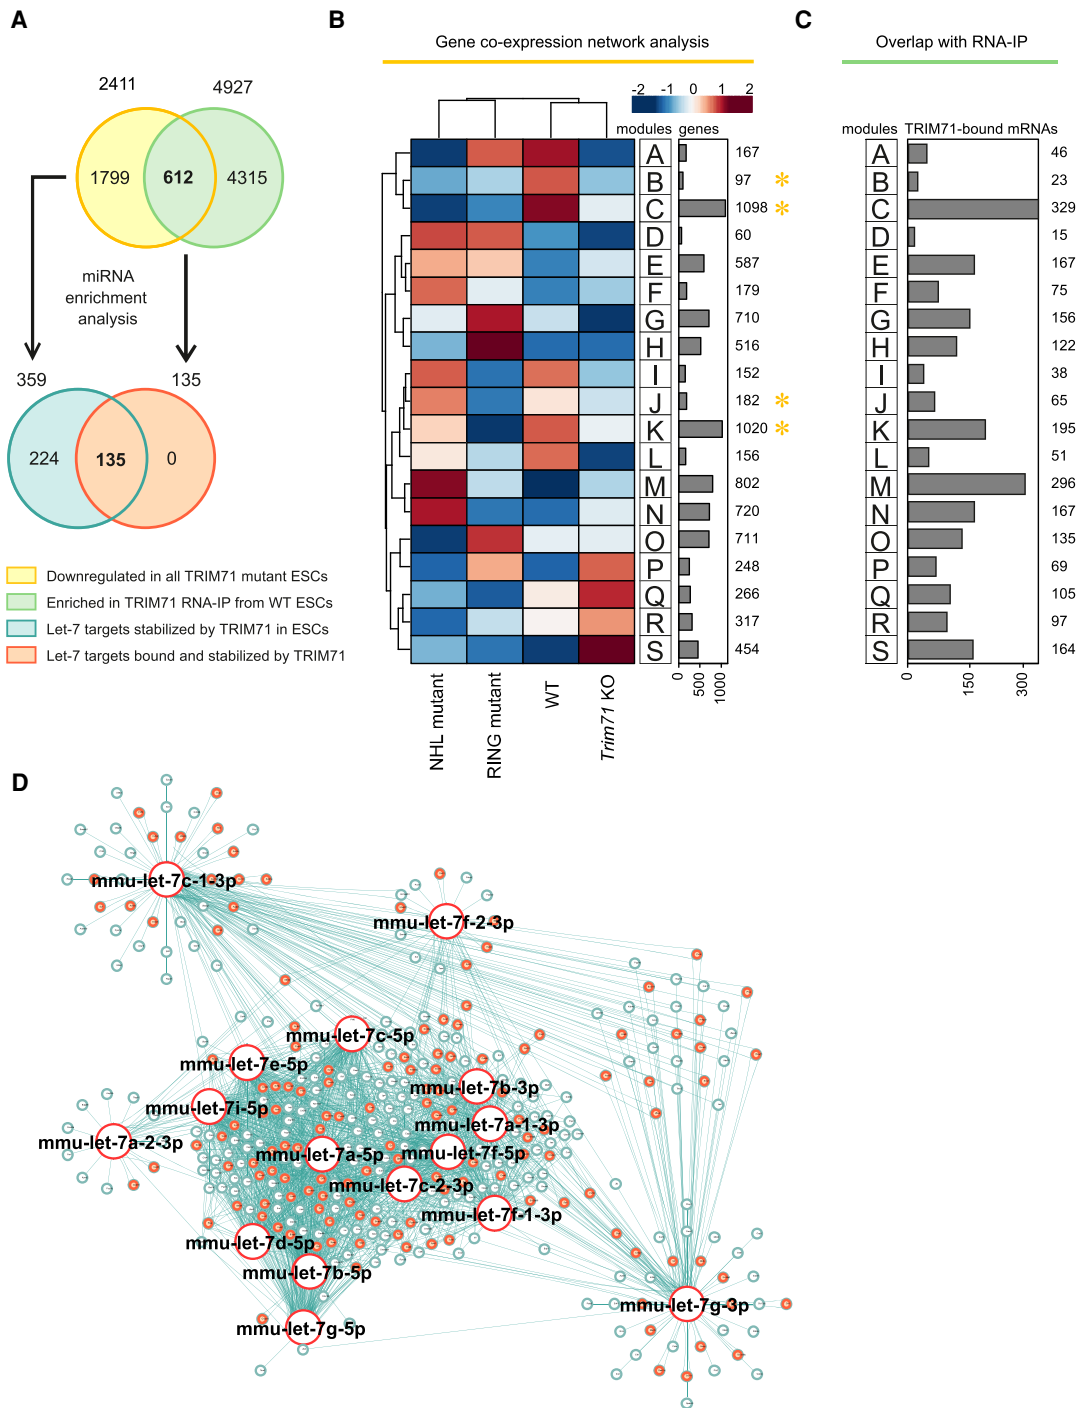 A
2411
4927
1799
612
4315
miRNA
enrichment
analysis
359
135
224
135
0
Downregulated in all TRIM71 mutant ESCs
Enriched in TRIM71 RNA-IP from WT ESCs
Let-7 targets stabilized by TRIM71 in ESCs
Let-7 targets bound and stabilized by TRIM71
B
Gene co-expression network analysis
-2 -1 0 1 2
modules genes
A 167
B 97 *
C 1098 *
D 60
E 587
F 179
G 710
H 516
I 152
J 182 *
K 1020 *
L 156
M 802
N 720
O 711
P 248
Q 266
R 317
S 454
NHL mutant
RING mutant
WT
Trim71 KO
0
500
1000
C
Overlap with RNA-IP
modules TRIM71-bound mRNAs
A 46
B 23
C 329
D 15
E 167
F 75
G 156
H 122
I 38
J 65
K 195
L 51
M 296
N 167
O 135
P 69
Q 105
R 97
S 164
0
150
300
D
mmu-let-7c-1-3p
mmu-let-7f-2-3p
mmu-let-7c-5p
mmu-let-7e-5p
mmu-let-7b-3p
mmu-let-7i-5p
mmu-let-7a-1-3p
mmu-let-7a-2-3p
mmu-let-7a-5p
mmu-let-7f-5p
mmu-let-7c-2-3p
mmu-let-7f-1-3p
mmu-let-7d-5p
mmu-let-7b-5p
mmu-let-7g-3p
mmu-let-7g-5p